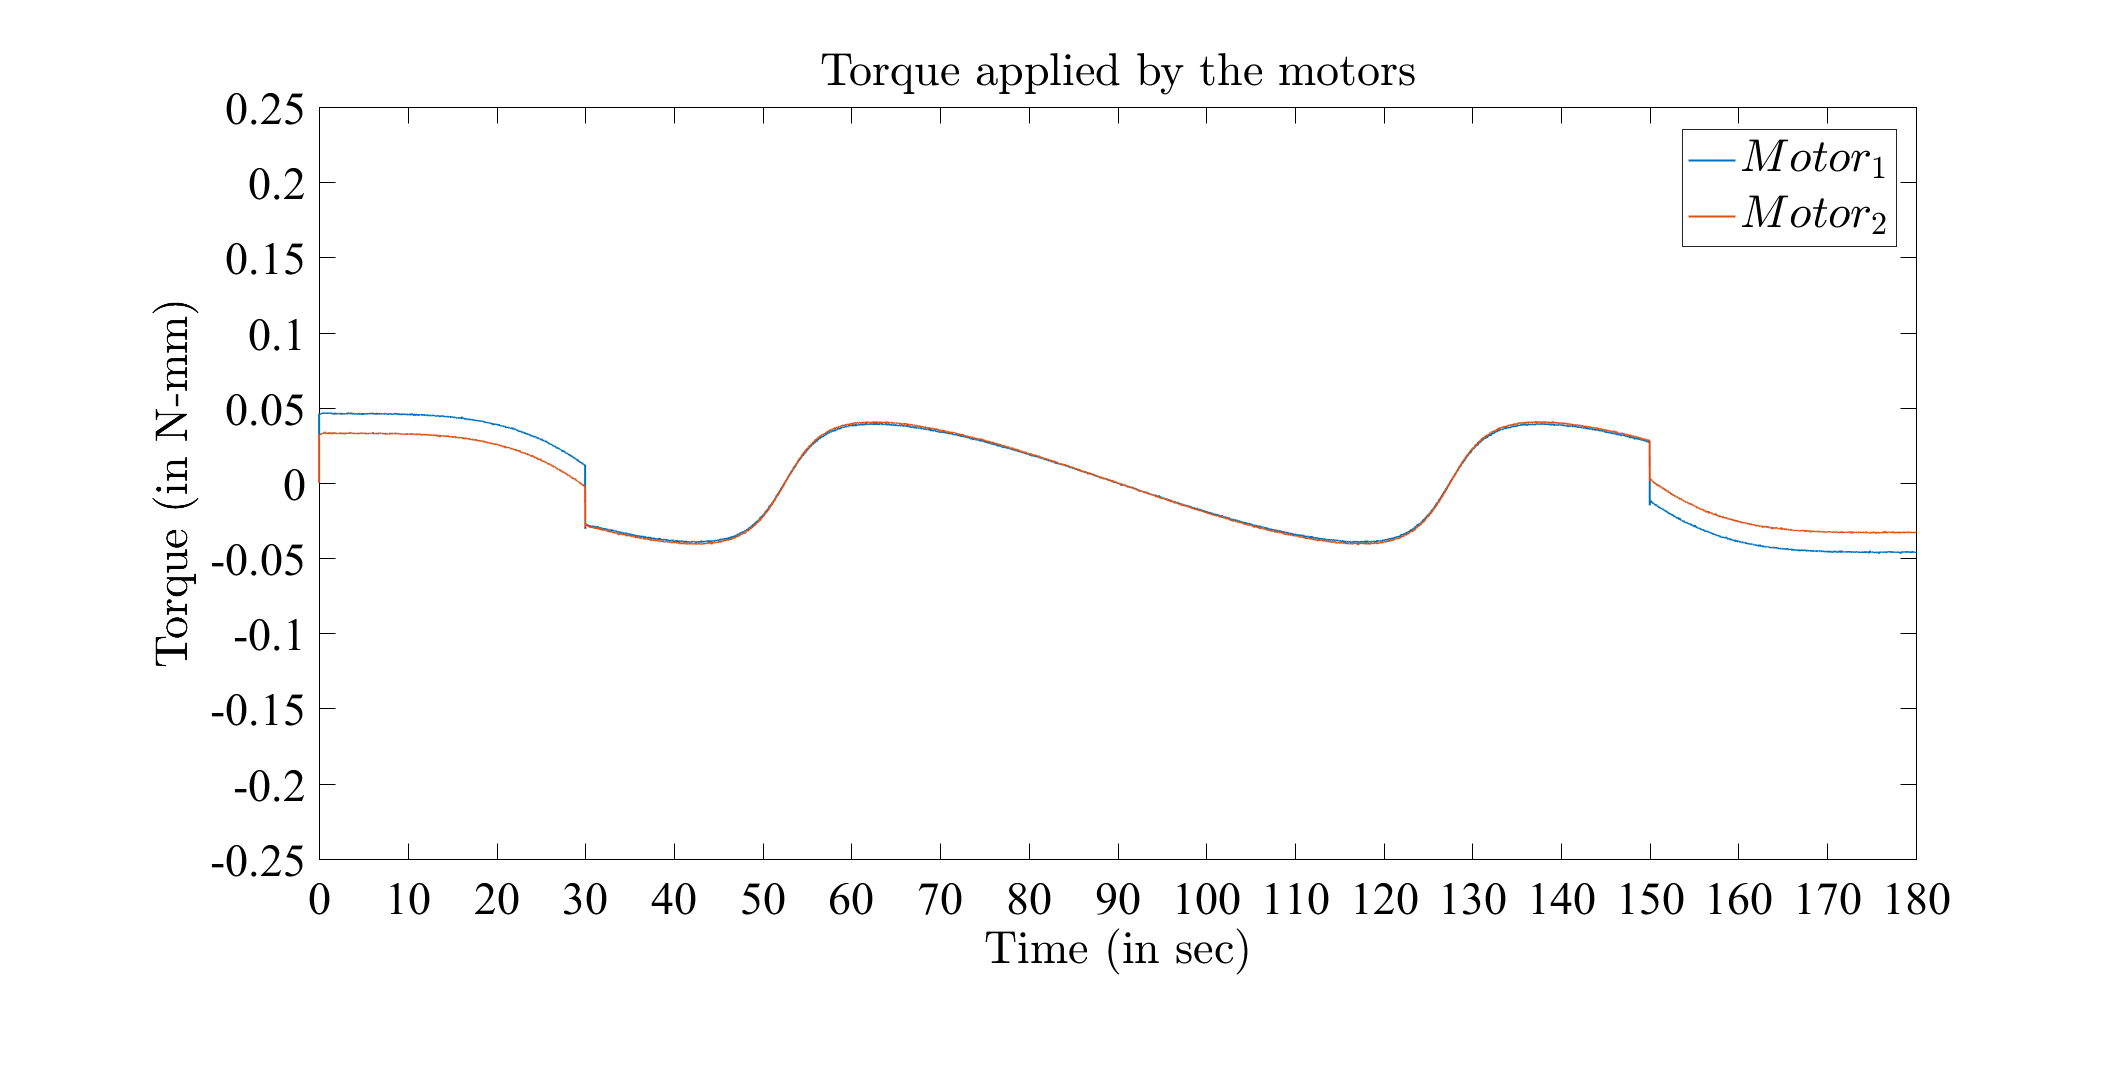 Torque applied by the motors
0.25
0.2
0.15
0.1
0.05
0
-0.05
-0.1
-0.15
-0.2
-0.25
Torque (in N-mm)
Motor₁
Motor₂
0 10 20 30 40 50 60 70 80 90 100 110 120 130 140 150 160 170 180
Time (in sec)